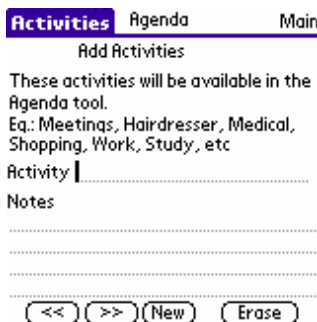 Activities Agenda Main
Add Activities
These activities will be available in the
Agenda tool.
Eg.: Meetings, Hairdresser, Medical,
Shopping, Work, Study, etc
Activity
Notes
<< >> New Erase